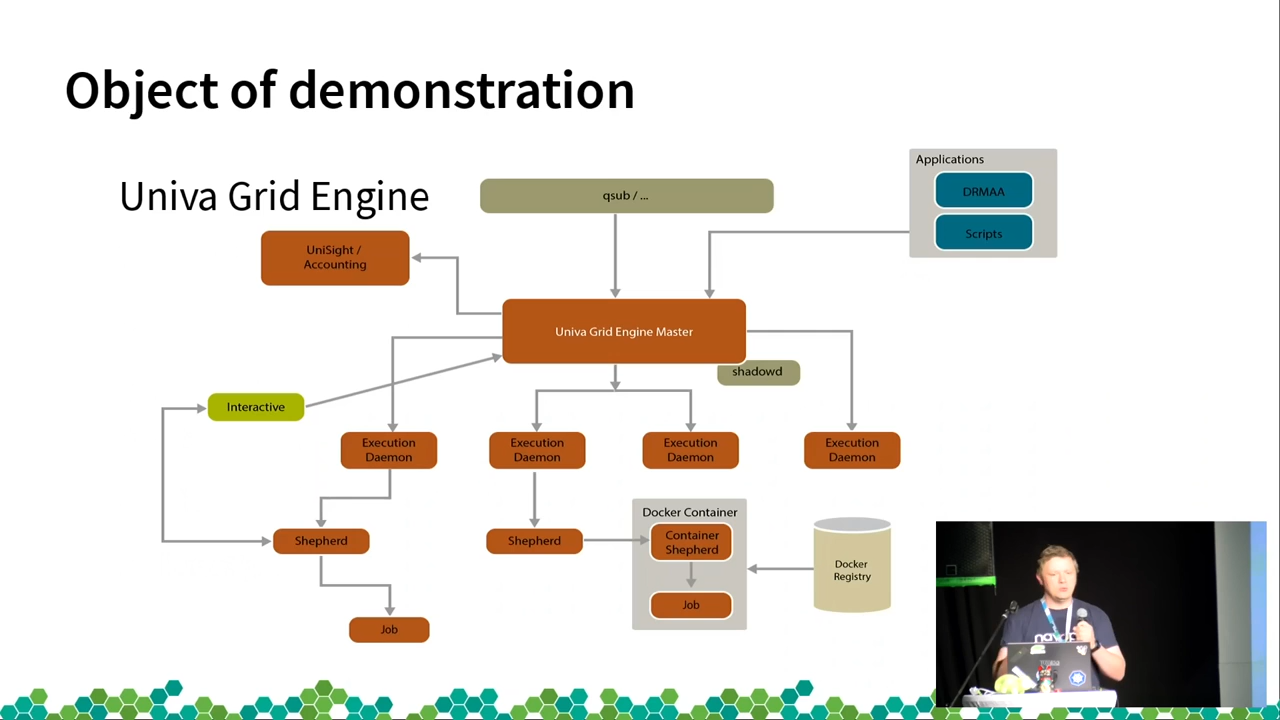 Object of demonstration
Univa Grid Engine
qsub / ...
Applications
DRMAA
Scripts
UniSight /
Accounting
Univa Grid Engine Master
shadowd
Interactive
Execution
Daemon
Execution
Daemon
Execution
Daemon
Execution
Daemon
Shepherd
Shepherd
Docker Container
Container
Shepherd
Job
Docker
Registry
Job